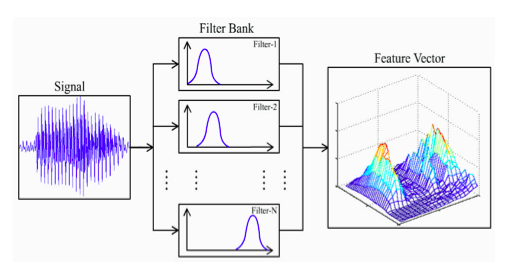 Filter Bank
Signal
Filter-1
Filter-2
Filter-N
Feature Vector